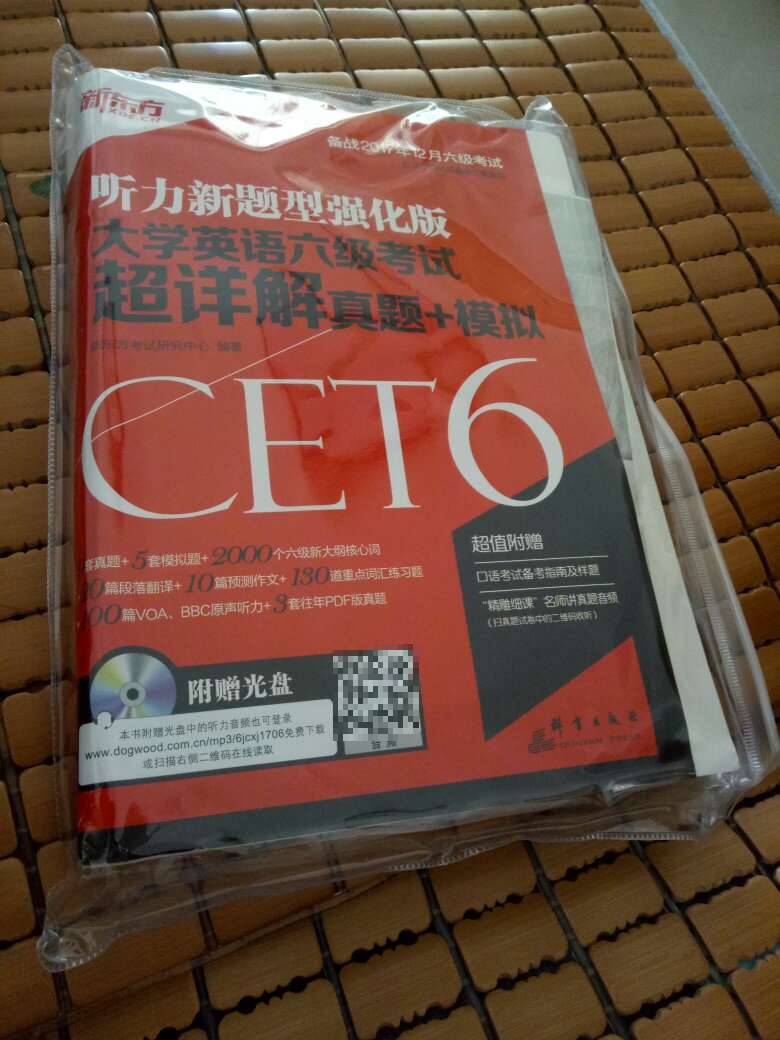 新东方
XDF.CN
备战2017年12月六级考试
听力新题型强化版
大学英语六级考试
超详解真题+模拟
新东方考试研究中心 编著
CET6
套真题+5套模拟题+2000个六级新大纲核心词
0篇段落翻译+10篇预测作文+130道重点词汇练习题
00篇VOA、BBC原声听力+3套往年PDF版真题
超值附赠
口语考试备考指南及样题
“精雕细课”名师讲真题音频
(扫真题试卷中的二维码收听)
附赠光盘
本书附赠光盘中的听力音频也可登录
www.dogwood.com.cn/mp3/6jcxj1706免费下载
或扫描右侧二维码在线读取
音频
群言出版社